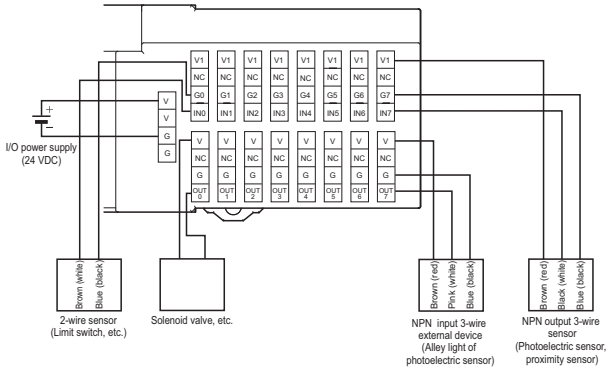 V1 V1 V1 V1 V1 V1 V1 V1
NC NC NC NC NC NC NC NC
G0 G1 G2 G3 G4 G5 G6 G7
IN0 IN1 IN2 IN3 IN4 IN5 IN6 IN7
V
V
G
G
+
−
I/O power supply
(24 VDC)
V V V V V V V V
NC NC NC NC NC NC NC NC
G G G G G G G G
OUT 0 OUT 1 OUT 2 OUT 3 OUT 4 OUT 5 OUT 6 OUT 7
Brown (white)
Blue (black)
2-wire sensor
(Limit switch, etc.)
Solenoid valve, etc.
Brown (red)
Pink (white)
Blue (black)
NPN input 3-wire
external device
(Alley light of
photoelectric sensor)
Brown (red)
Black (white)
Blue (black)
NPN output 3-wire
sensor
(Photoelectric sensor,
proximity sensor)